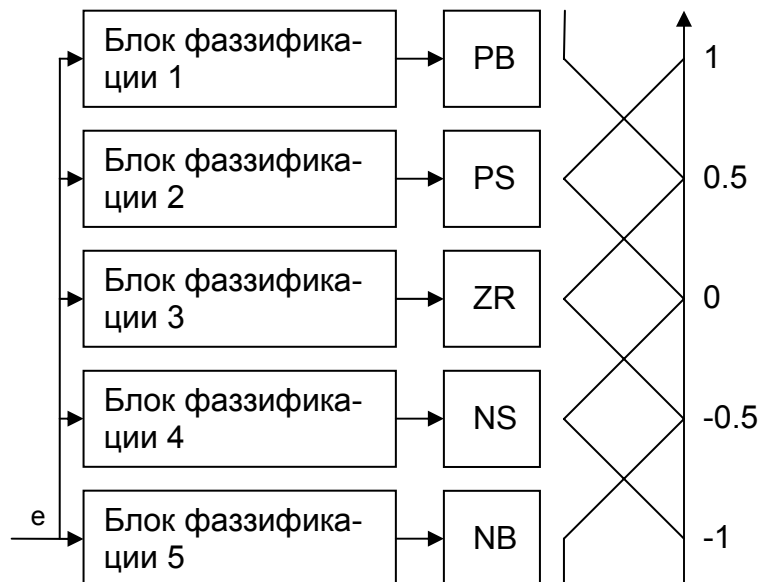 Блок фаззифика-
ции 1
PB
1
Блок фаззифика-
ции 2
PS
0.5
Блок фаззифика-
ции 3
ZR
0
Блок фаззифика-
ции 4
NS
-0.5
e
Блок фаззифика-
ции 5
NB
-1